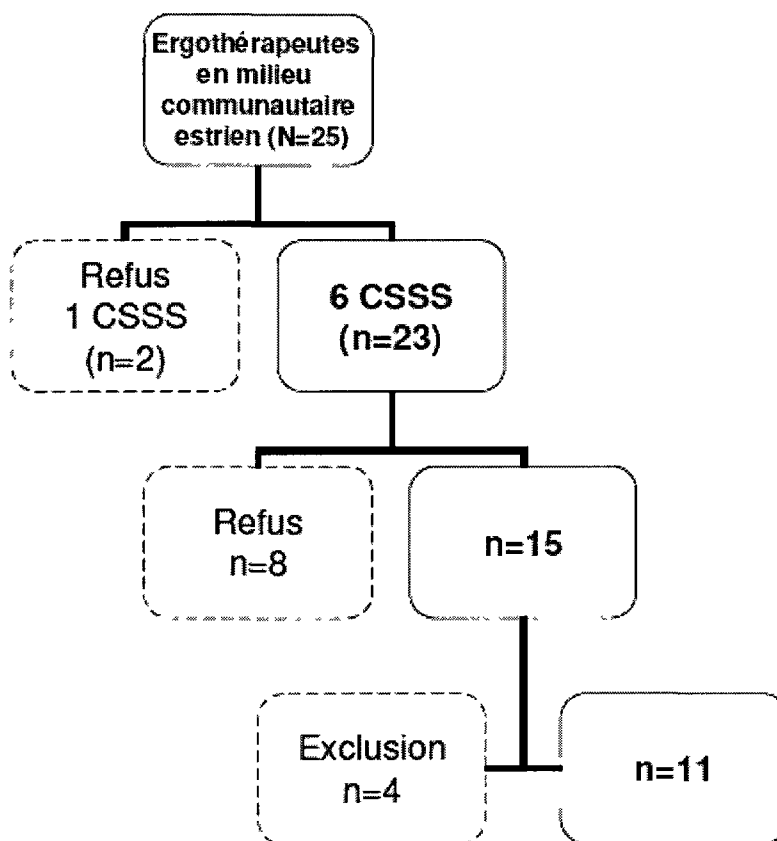 Ergothérapeutes
en milieu
communautaire
estrien (N=25)
Refus
1 CSSS
(n=2)
6 CSSS
(n=23)
Refus
n=8
n=15
Exclusion
n=4
n=11